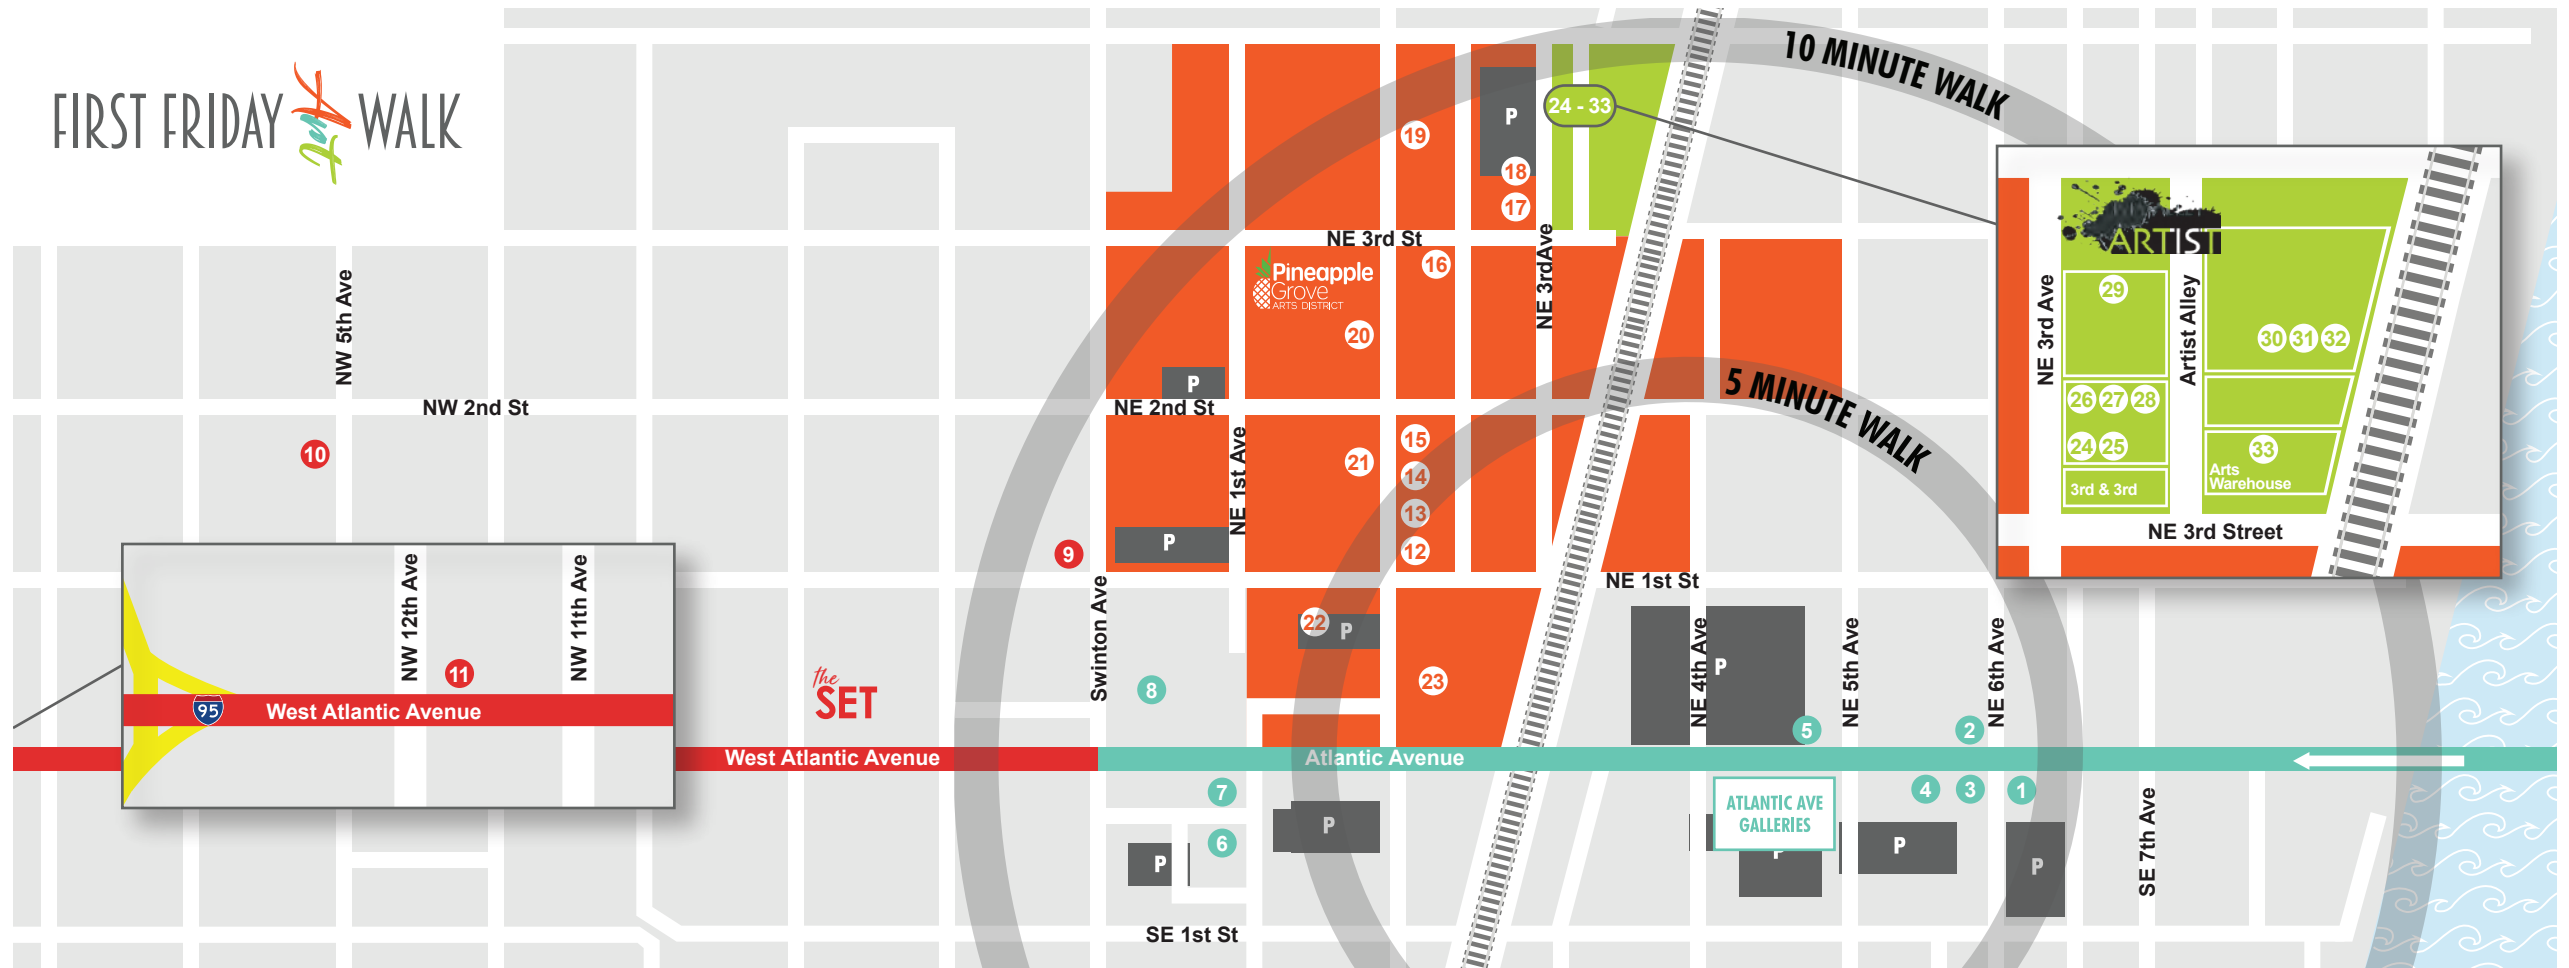 FIRST FRIDAY Art WALK
10 MINUTE WALK
5 MINUTE WALK
24 - 33
P
19
18
17
NE 3rd St
NE 3rdAve
16
Pineapple
Grove
ARTS DISTRICT
20
P
NW 5th Ave
NW 2nd St
NE 2nd St
10
NE 1st Ave
21
15
14
13
12
P
9
NE 1st St
Swinton Ave
22
P
23
8
the
SET
NE 4th Ave
P
5
NE 5th Ave
2
NE 6th Ave
West Atlantic Avenue
Atlantic Avenue
7
6
P
P
ATLANTIC AVE
GALLERIES
P
4
3
1
P
P
SE 7th Ave
SE 1st St
NW 12th Ave
NW 11th Ave
11
95
West Atlantic Avenue
ARTIST
NE 3rd Ave
Artist Alley
29
30 31 32
26 27 28
24 25
33
Arts
Warehouse
3rd & 3rd
NE 3rd Street